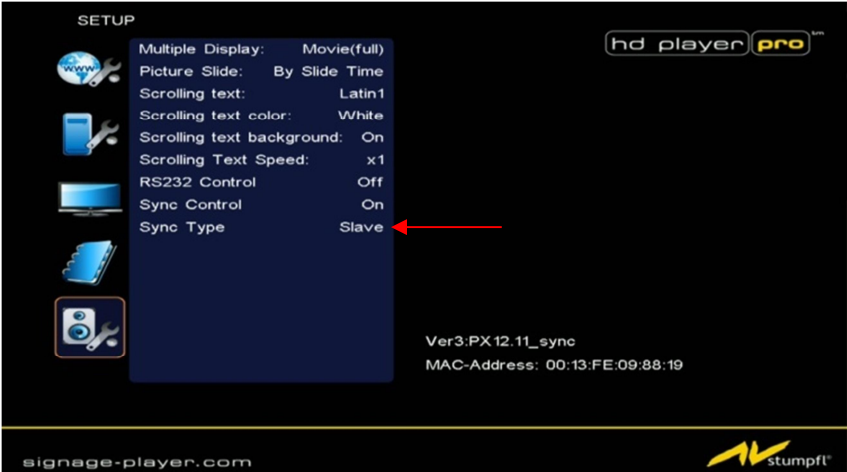 SETUP
hd player pro sm
www
Multiple Display: Movie(full)
Picture Slide: By Slide Time
Scrolling text: Latin1
Scrolling text color: White
Scrolling text background: On
Scrolling Text Speed: x1
RS232 Control Off
Sync Control On
Sync Type Slave
Ver3:PX12.11_sync
MAC-Address: 00:13:FE:09:88:19
signage-player.com
AV stumpfl®